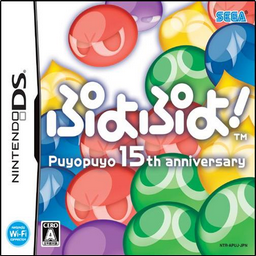 SEGA
NINTENDO DS
ぷよぷよ!
TM
Puyopuyo 15th anniversary
Nintendo
Wi-Fi
CONNECTION
CERO
A